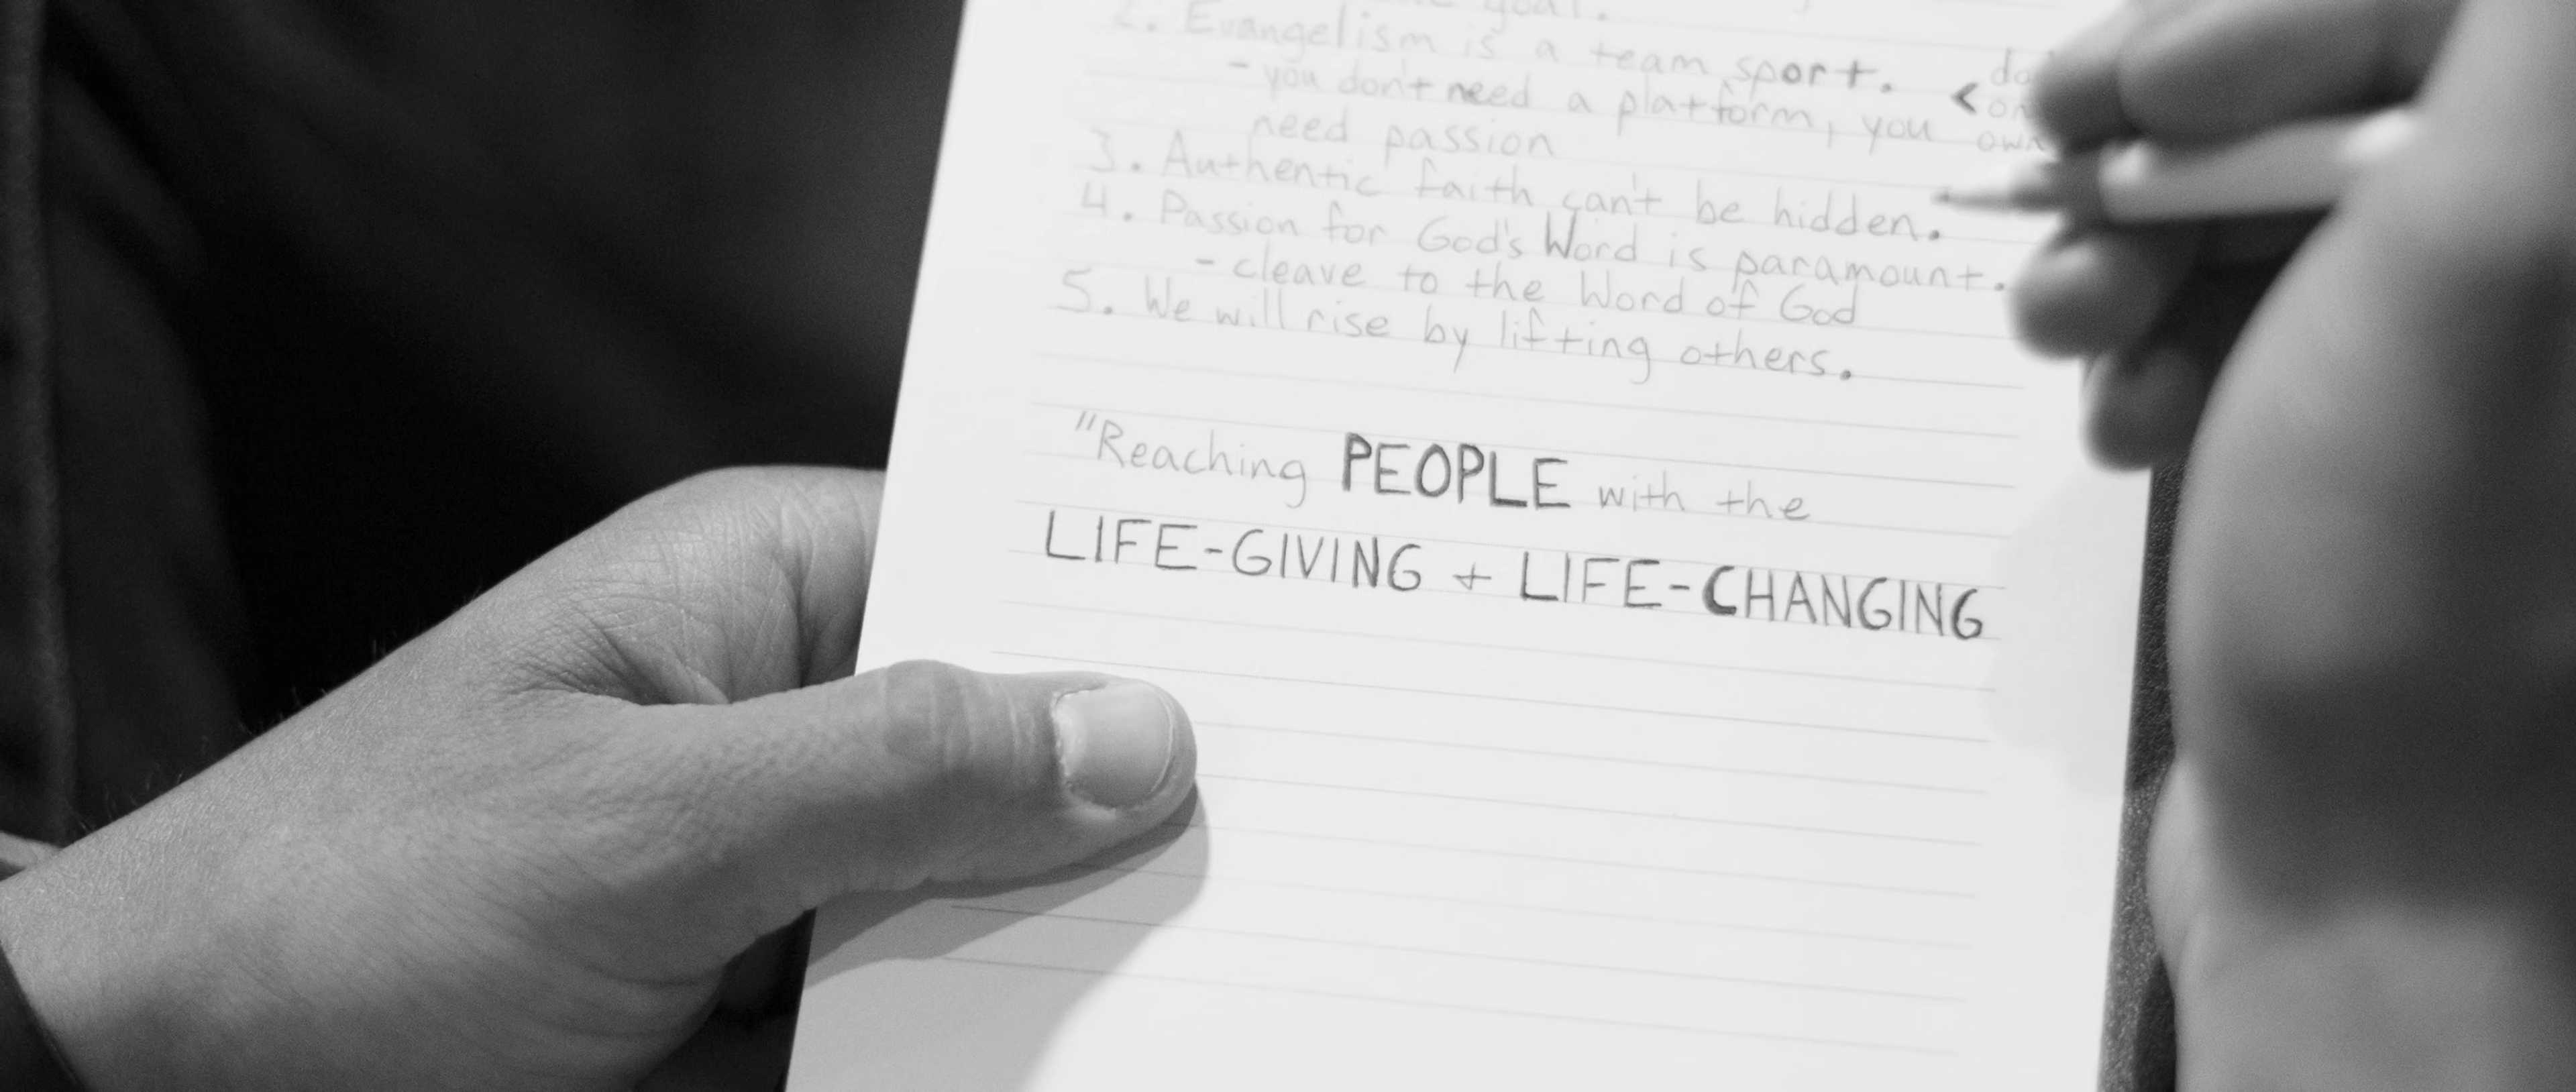 goal.
2. Evangelism is a team sport. <
- you don't need a platform, you own
need passion
3. Authentic faith can't be hidden.
4. Passion for God's Word is paramount.
- cleave to the Word of God
5. We will rise by lifting others.
"Reaching PEOPLE with the
LIFE-GIVING + LIFE-CHANGING